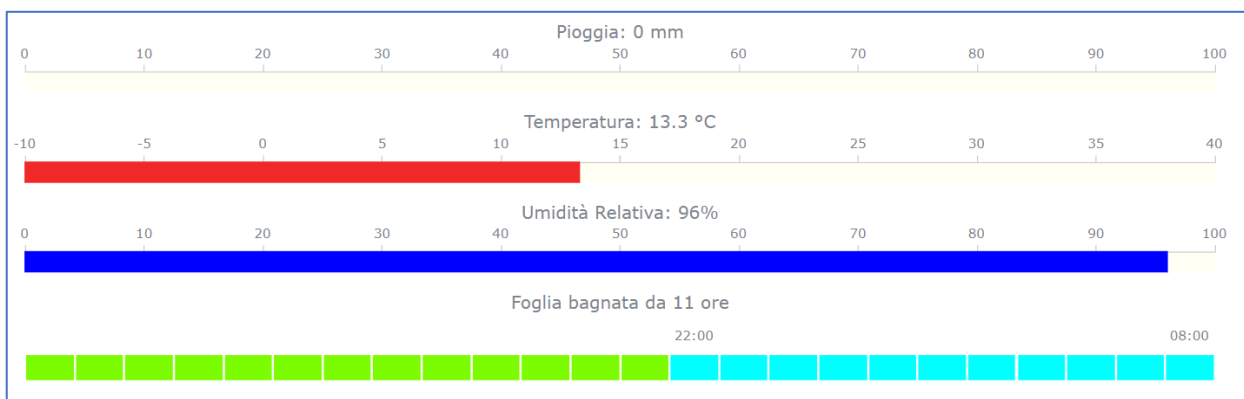 Pioggia: 0 mm
0 10 20 30 40 50 60 70 80 90 100
Temperatura: 13.3 °C
-10 -5 0 5 10 15 20 25 30 35 40
Umidità Relativa: 96%
0 10 20 30 40 50 60 70 80 90 100
Foglia bagnata da 11 ore
22:00 08:00